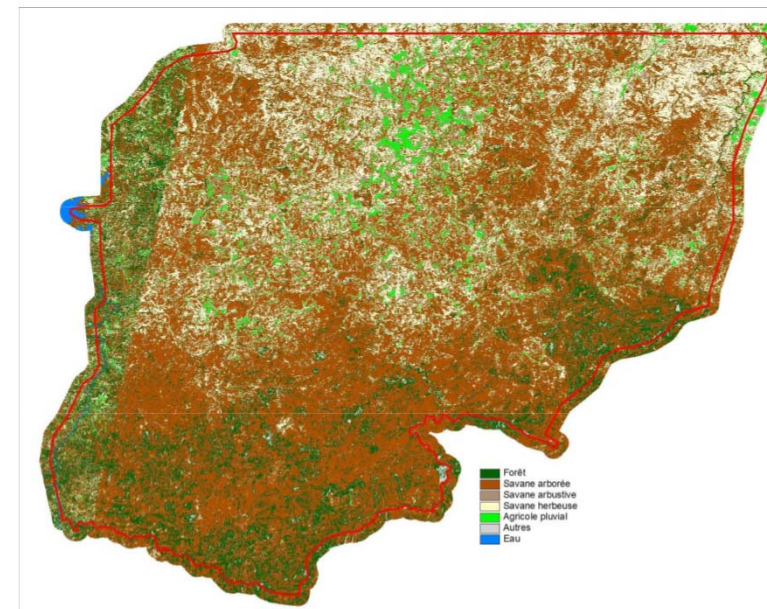 Forêt
Savane arborée
Savane arbustive
Savane herbeuse
Agricole pluvial
Autres
Eau